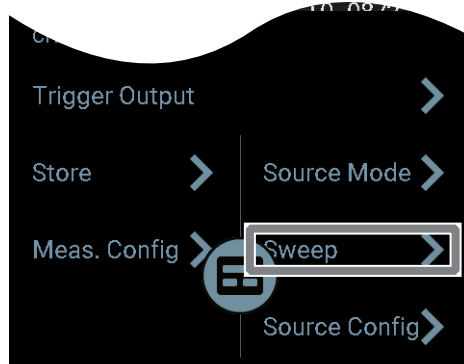 Trigger Output
Store
Source Mode
Meas. Config
Sweep
Source Config